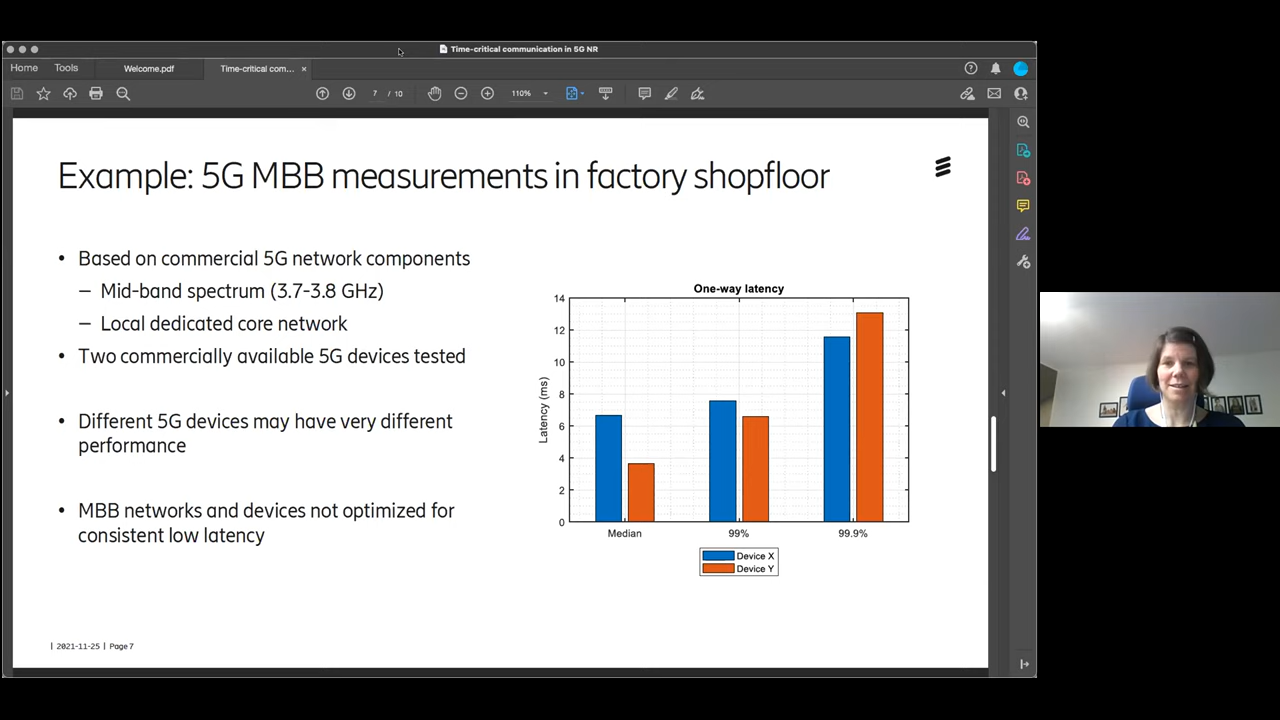 Time-critical communication in 5G NR
Home Tools Welcome.pdf Time-critical com... ×
7 / 10 110%
Example: 5G MBB measurements in factory shopfloor
• Based on commercial 5G network components
– Mid-band spectrum (3.7-3.8 GHz)
– Local dedicated core network
• Two commercially available 5G devices tested
• Different 5G devices may have very different
performance
• MBB networks and devices not optimized for
consistent low latency
One-way latency
Latency (ms)
14
12
10
8
6
4
2
0
Median 99% 99.9%
Device X
Device Y
| 2021-11-25 | Page 7